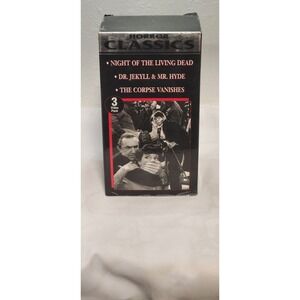 HORROR
CLASSICS
• NIGHT OF THE LIVING DEAD
• DR. JEKYLL & MR. HYDE
• THE CORPSE VANISHES
3